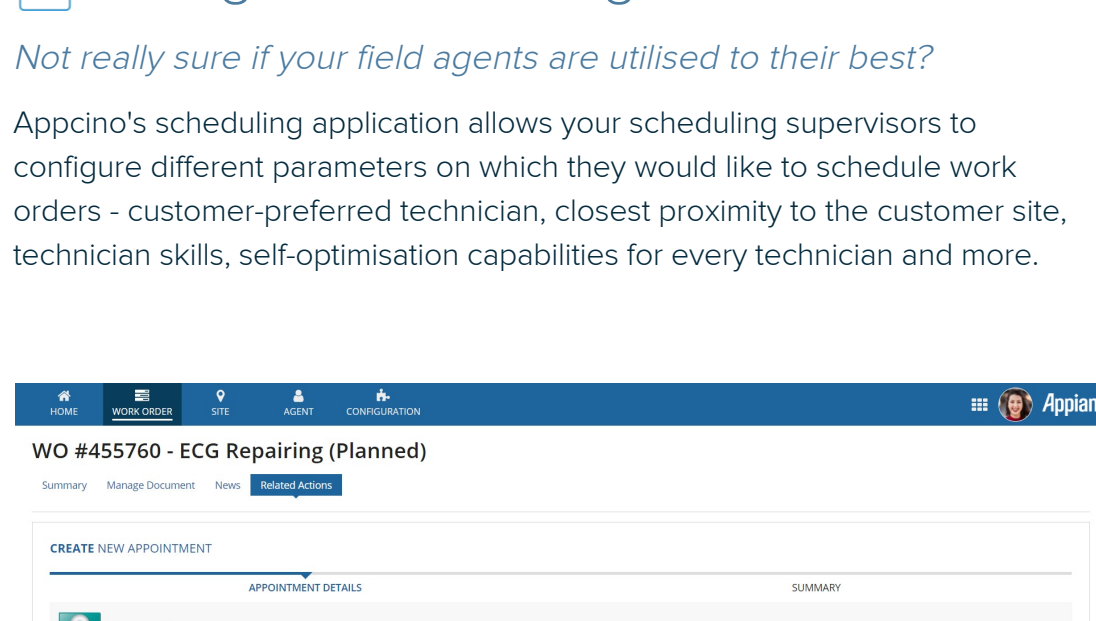 Not really sure if your field agents are utilised to their best?
Appcino's scheduling application allows your scheduling supervisors to
configure different parameters on which they would like to schedule work
orders - customer-preferred technician, closest proximity to the customer site,
technician skills, self-optimisation capabilities for every technician and more.
HOME WORK ORDER SITE AGENT CONFIGURATION Appian
WO #455760 - ECG Repairing (Planned)
Summary Manage Document News Related Actions
CREATE NEW APPOINTMENT
APPOINTMENT DETAILS SUMMARY